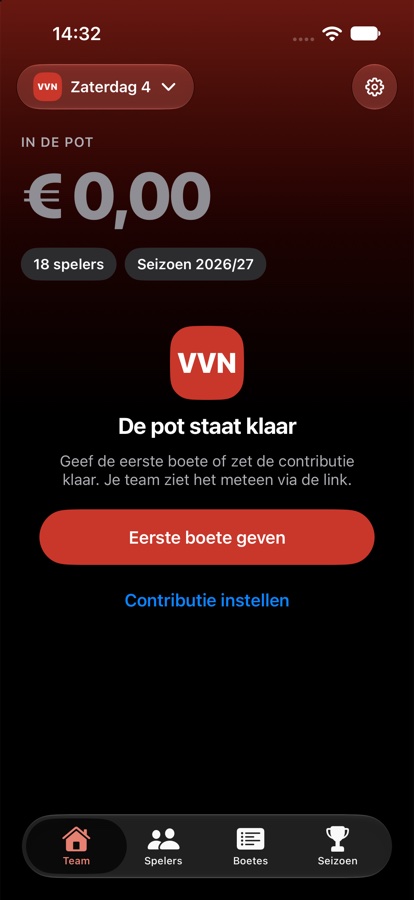 14:32
VVN Zaterdag 4
IN DE POT
€ 0,00
18 spelers Seizoen 2026/27
VVN
De pot staat klaar
Geef de eerste boete of zet de contributie
klaar. Je team ziet het meteen via de link.
Eerste boete geven
Contributie instellen
Team Spelers Boetes Seizoen